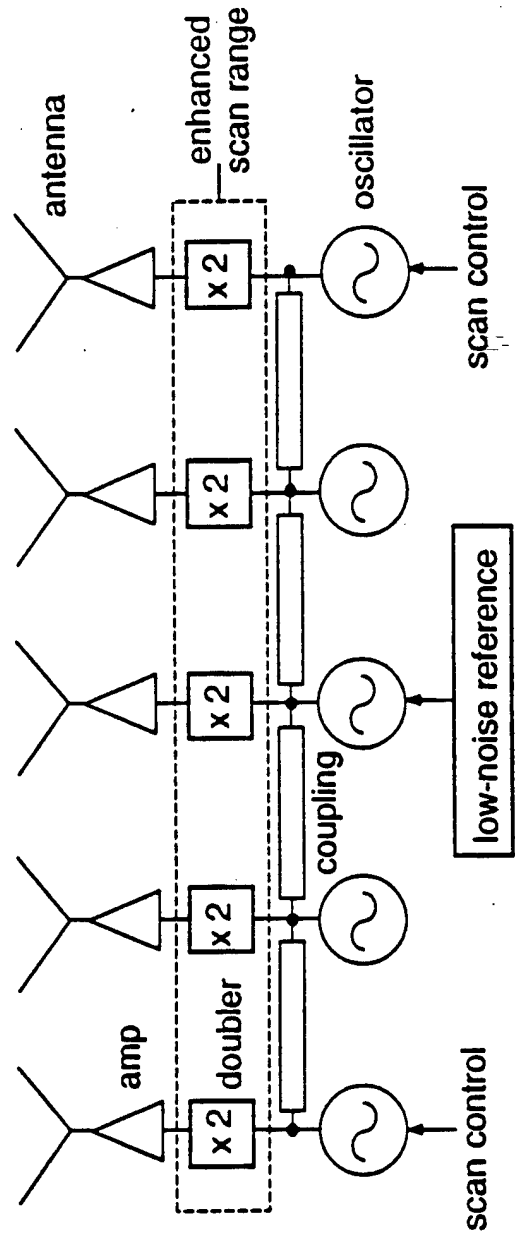 antenna
enhanced
scan range
amp
x 2
x 2
x 2
x 2
x 2
doubler
coupling
oscillator
scan control
low-noise reference
scan control